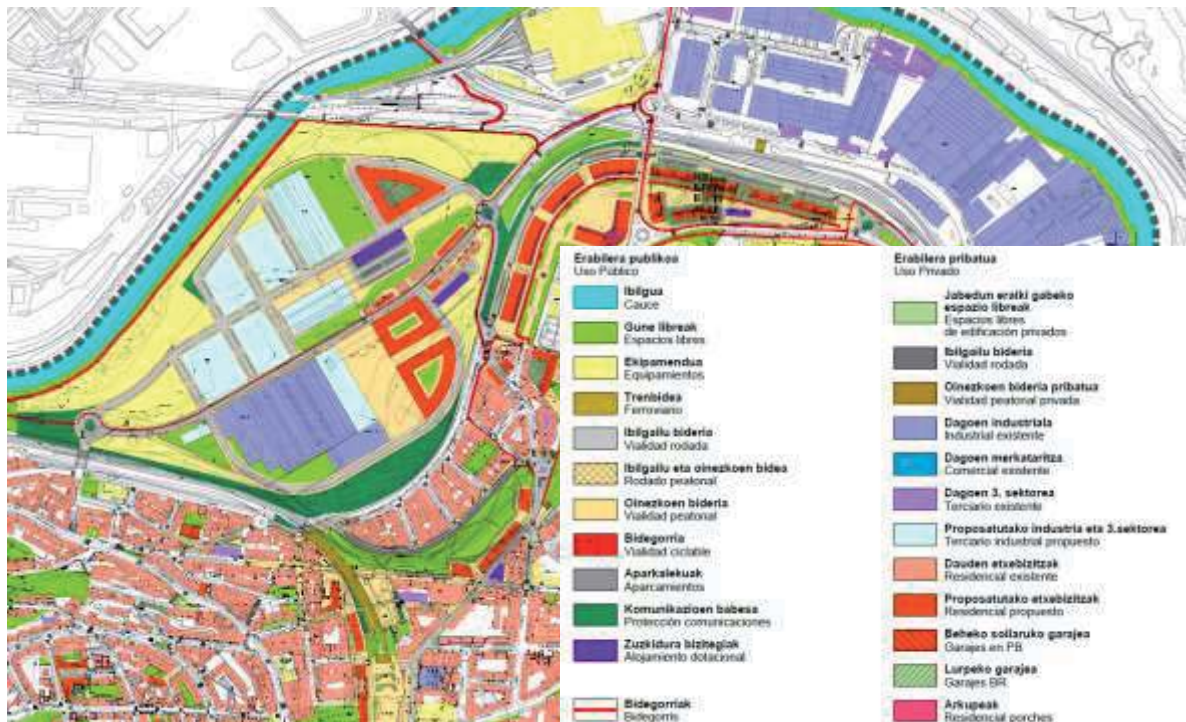 Erabilera publikoa
Uso Público
Ibilgua
Cauce
Gune libreak
Espacios libres
Ekipamendua
Equipamientos
Trenbidea
Ferroviario
Ibilgailu bideria
Vialidad rodada
Ibilgailu eta oinezkoen bidea
Rodado peatonal
Oinezkoen bideria
Vialidad peatonal
Bidegorria
Vialidad ciclable
Aparkalekuak
Aparcamientos
Komunikazioen babesa
Protección comunicaciones
Zuzkidura bizitegiak
Alojamiento dotacional
Bidegorriak
Bidegorris
Erabilera pribatua
Uso Privado
Jabedun eraiki gabeko
espazio libreak
Espacios libres
de edificación privados
Ibilgailu bideria
Vialidad rodada
Oinezkoen bideria pribatua
Vialidad peatonal privada
Dagoen industriala
Industrial existente
Dagoen merkataritza
Comercial existente
Dagoen 3. sektorea
Terciario existente
Proposatutako industria eta 3.sektorea
Terciario industrial propuesto
Dauden etxebizitzak
Residencial existente
Proposatutako etxebizitzak
Residencial propuesto
Beheko solairuko garajea
Garajes en PB
Lurpeko garajea
Garajes BR
Arkupeak
Residencial porches